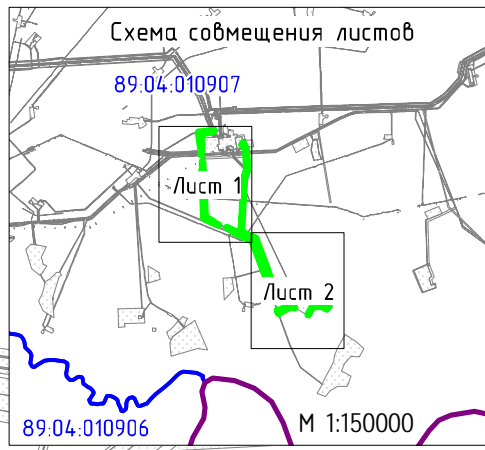 Схема совмещения листов
89:04:010907
Лист 1
Лист 2
М 1:150000
89:04:010906